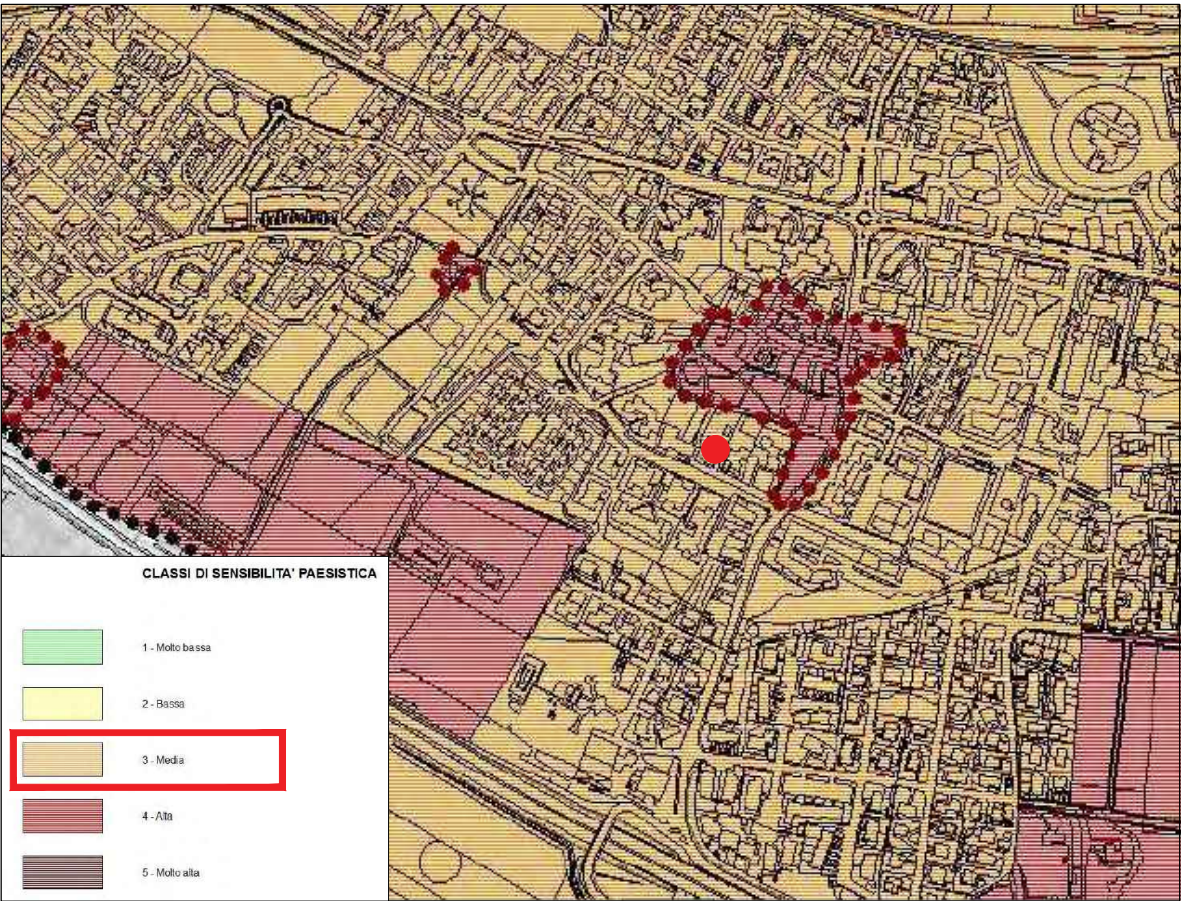 CLASSI DI SENSIBILITA' PAESISTICA
1 - Molto bassa
2 - Bassa
3 - Media
4 - Alta
5 - Molto alta